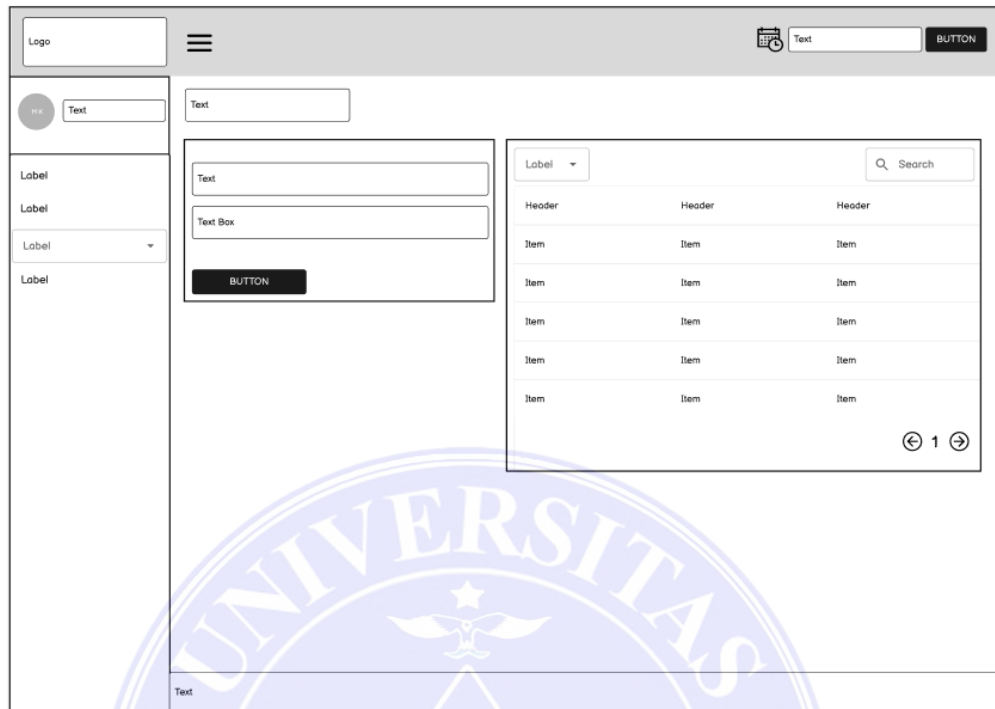 Logo
Text
BUTTON
MX
Text
Text
Label
Label
Label
Label
Text
Text Box
BUTTON
Label
Search
Header Header Header
Item Item Item
Item Item Item
Item Item Item
Item Item Item
Item Item Item
1
UNIVERSITAS
Text